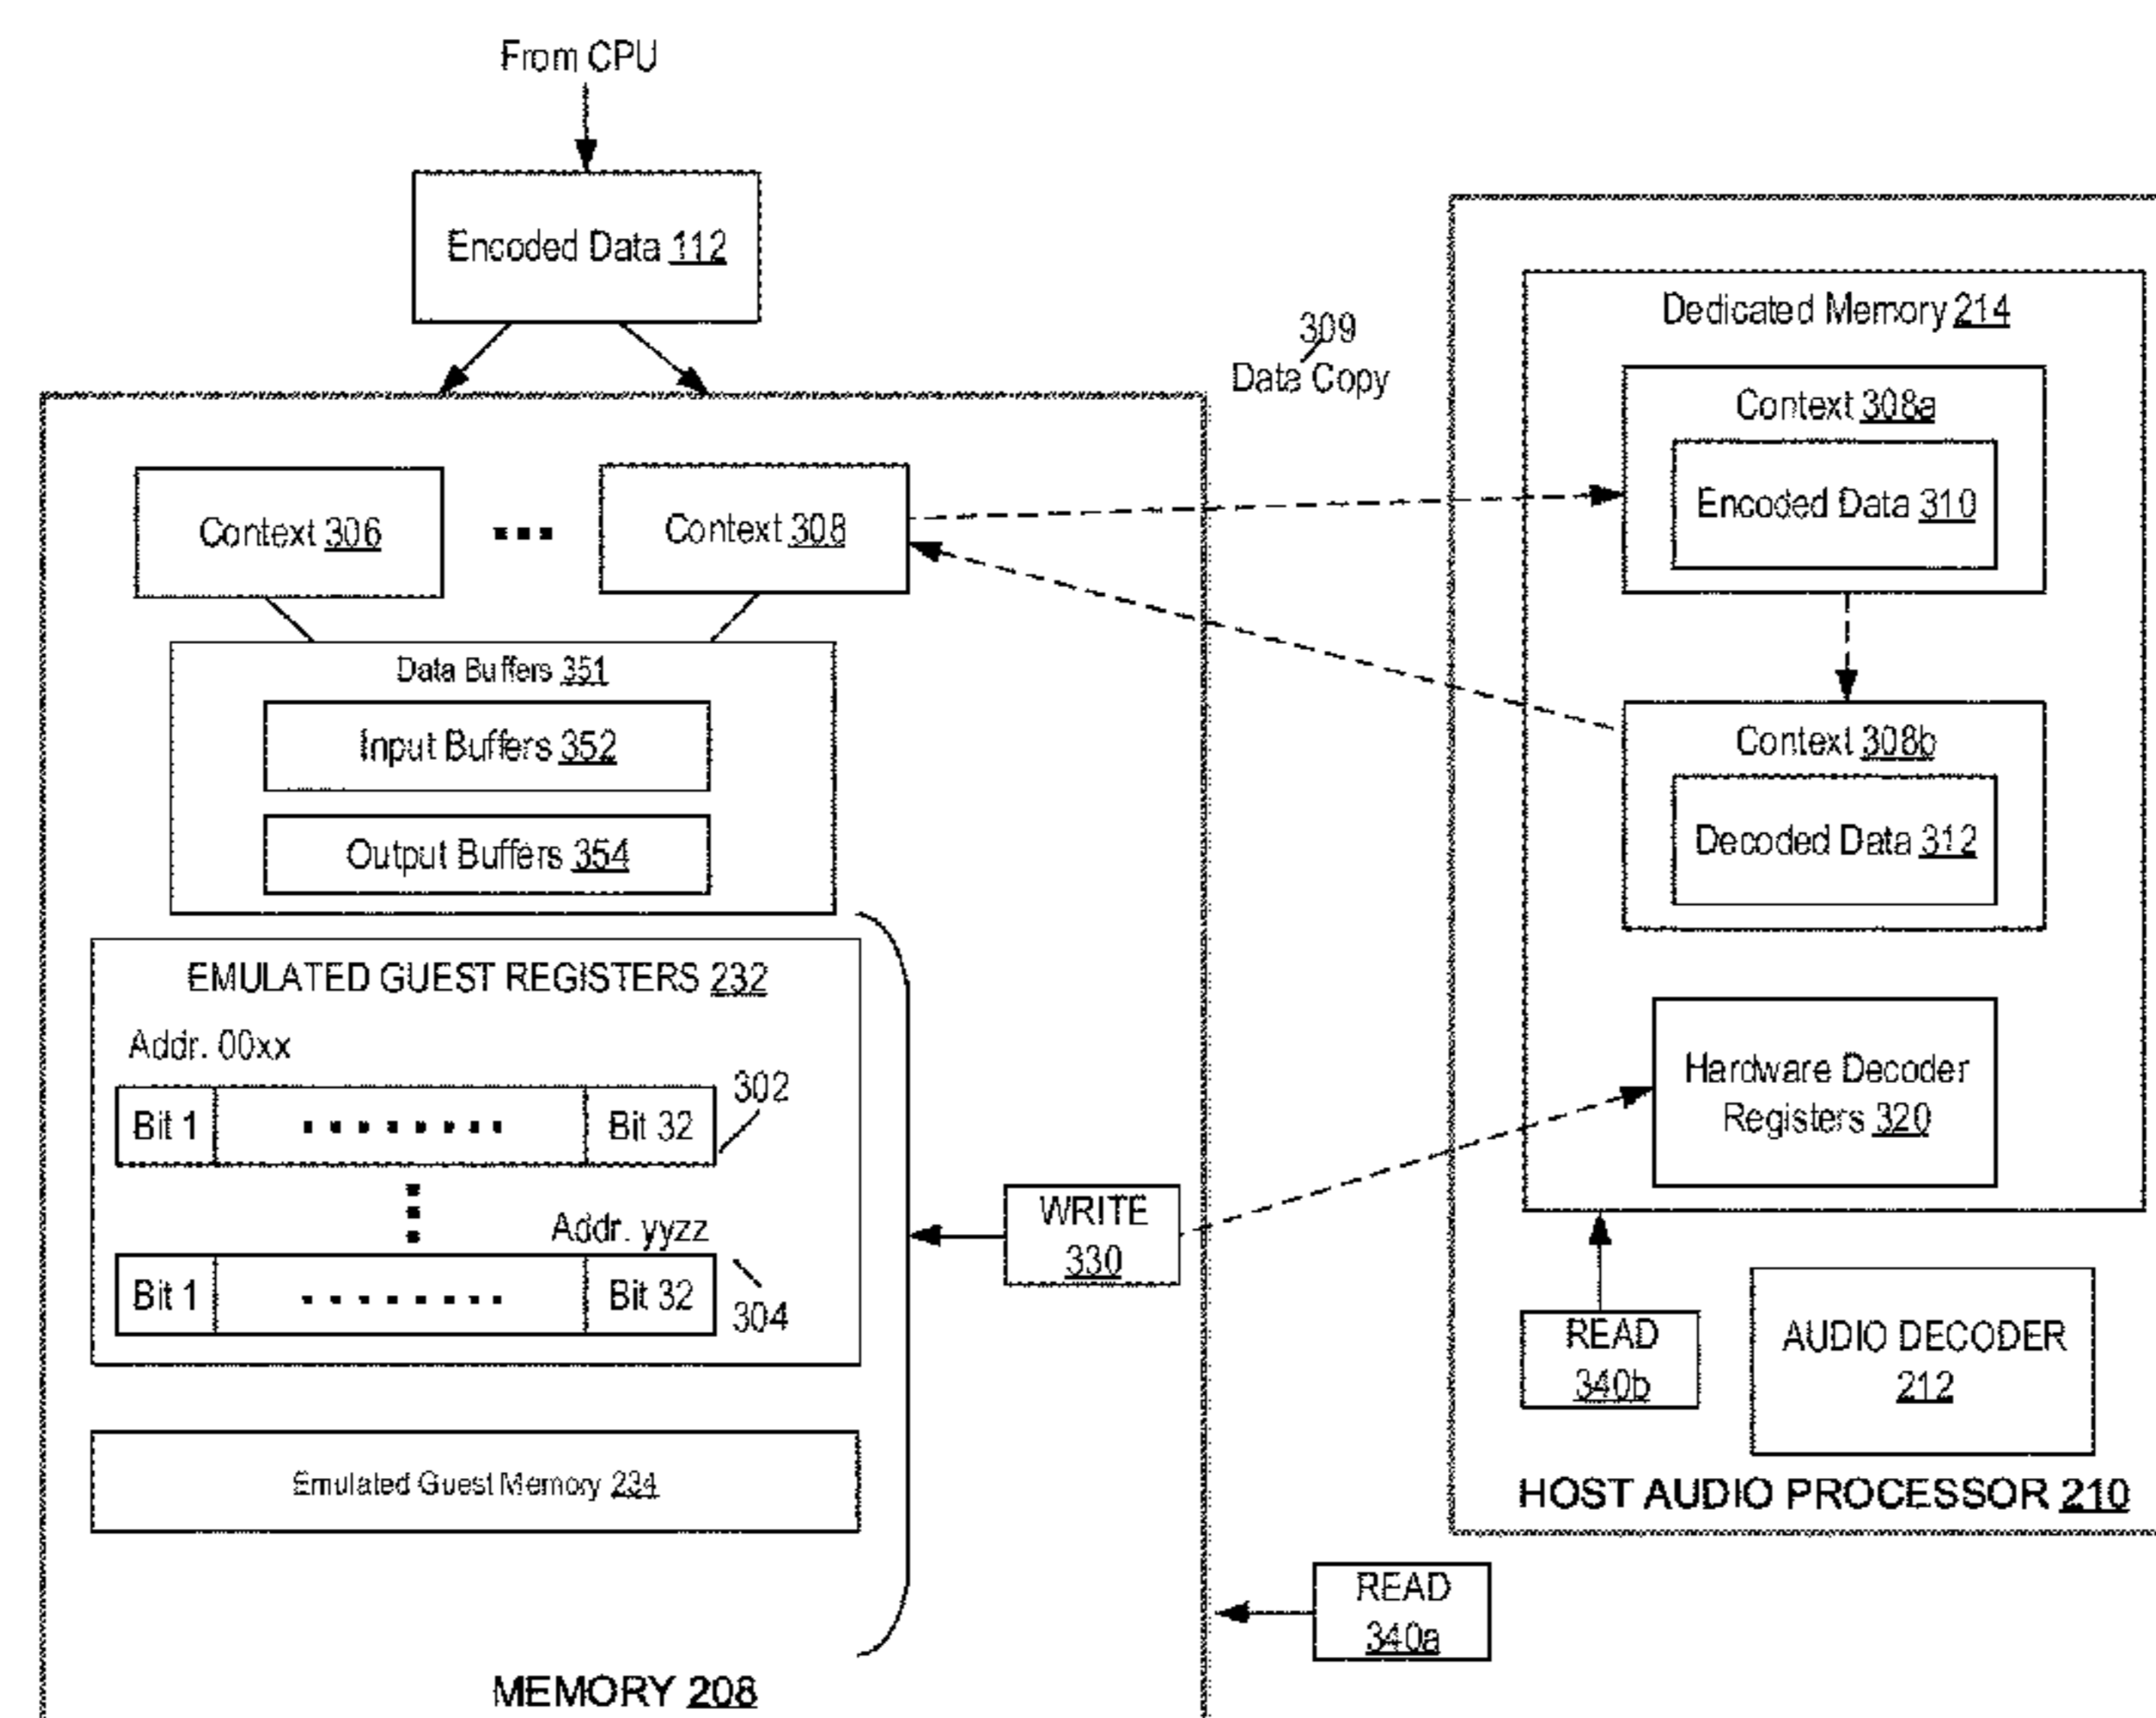 From CPU
Encoded Data 112
309
Data Copy
Context 306
...
Context 308
Data Buffers 351
Input Buffers 352
Output Buffers 354
EMULATED GUEST REGISTERS 232
Addr. 00xx
Bit 1 ........ Bit 32
302
Addr. yyzz
Bit 1 ........ Bit 32
304
Emulated Guest Memory 234
MEMORY 208
WRITE
330
READ
340a
Dedicated Memory 214
Context 308a
Encoded Data 310
Context 308b
Decoded Data 312
Hardware Decoder
Registers 320
READ
340b
AUDIO DECODER
212
HOST AUDIO PROCESSOR 210